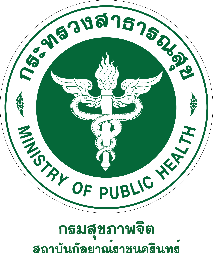 กระทรวงสาธารณสุข
MINISTRY OF PUBLIC HEALTH
กรมสุขภาพจิต
สถาบันกัลยาณ์ราชนครินทร์